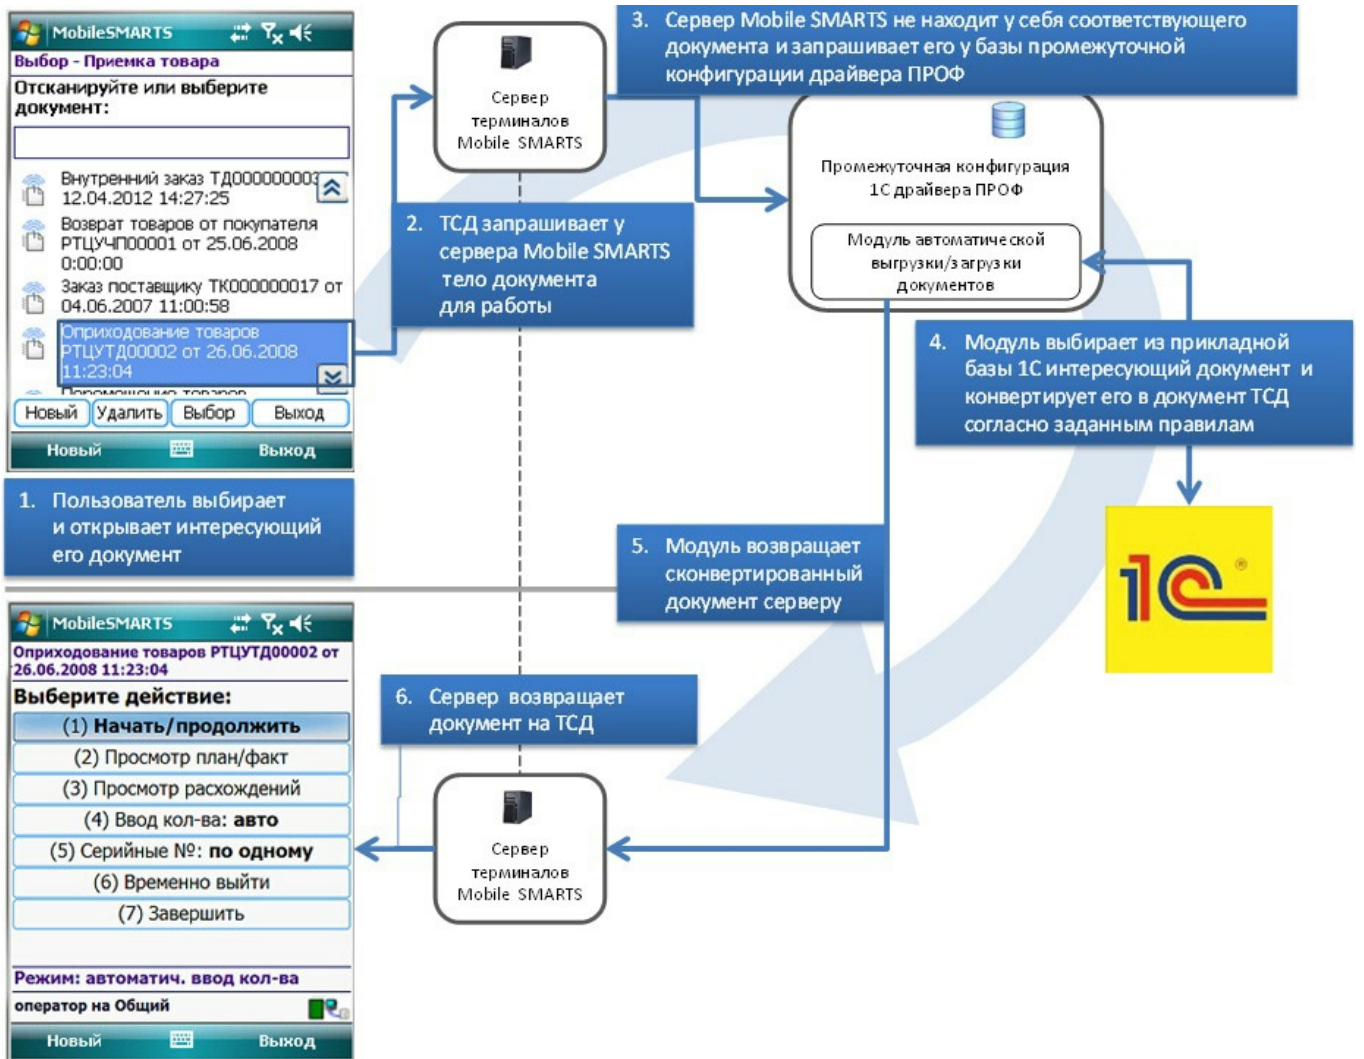 MobileSMARTS
Выбор - Приемка товара
Отсканируйте или выберите
документ:
Внутренний заказ ТД000000003
12.04.2012 14:27:25
Возврат товаров от покупателя
РТЦУЧП00001 от 25.06.2008
0:00:00
Заказ поставщику ТК000000017 от
04.06.2007 11:00:58
Оприходование товаров
РТЦУТД00002 от 26.06.2008
11:23:04
Перемещение товаров
Новый Удалить Выбор Выход
Новый Выход
1. Пользователь выбирает
и открывает интересующий
его документ
Сервер
терминалов
Mobile SMARTS
2. ТСД запрашивает у
сервера Mobile SMARTS
тело документа
для работы
3. Сервер Mobile SMARTS не находит у себя соответствующего
документа и запрашивает его у базы промежуточной
конфигурации драйвера ПРОФ
Промежуточная конфигурация
1С драйвера ПРОФ
Модуль автоматической
выгрузки/загрузки
документов
4. Модуль выбирает из прикладной
базы 1С интересующий документ и
конвертирует его в документ ТСД
согласно заданным правилам
1С®
5. Модуль возвращает
сконвертированный
документ серверу
6. Сервер возвращает
документ на ТСД
Сервер
терминалов
Mobile SMARTS
MobileSMARTS
Оприходование товаров РТЦУТД00002 от
26.06.2008 11:23:04
Выберите действие:
(1) Начать/продолжить
(2) Просмотр план/факт
(3) Просмотр расхождений
(4) Ввод кол-ва: авто
(5) Серийные №: по одному
(6) Временно выйти
(7) Завершить
Режим: автоматич. ввод кол-ва
оператор на Общий
Новый Выход